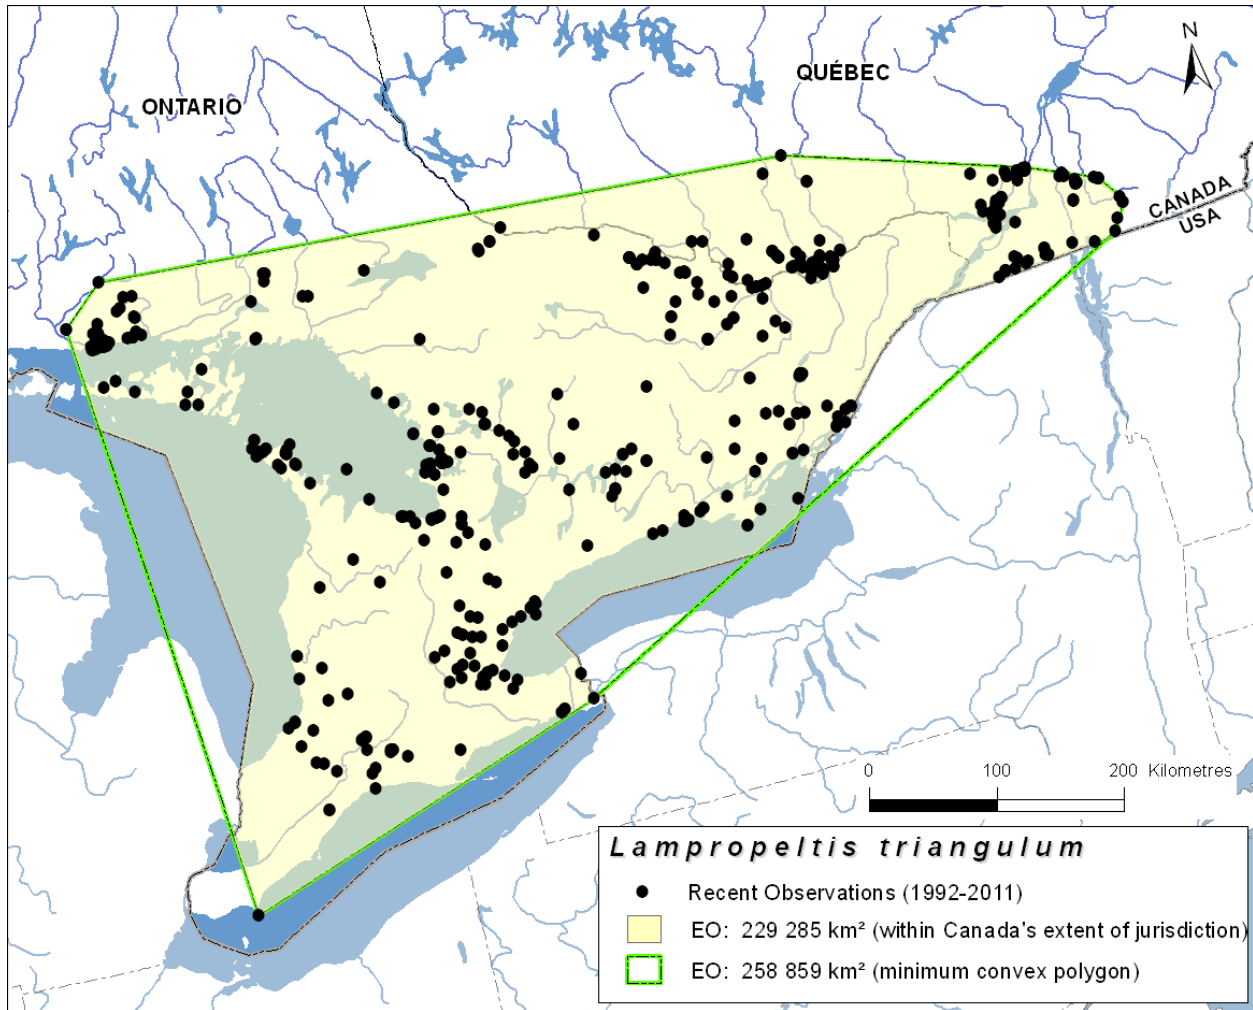 N
QUÉBEC
ONTARIO
CANADA
USA
0 100 200 Kilometres
Lampropeltis triangulum
Recent Observations (1992-2011)
EO: 229 285 km² (within Canada's extent of jurisdiction)
EO: 258 859 km² (minimum convex polygon)